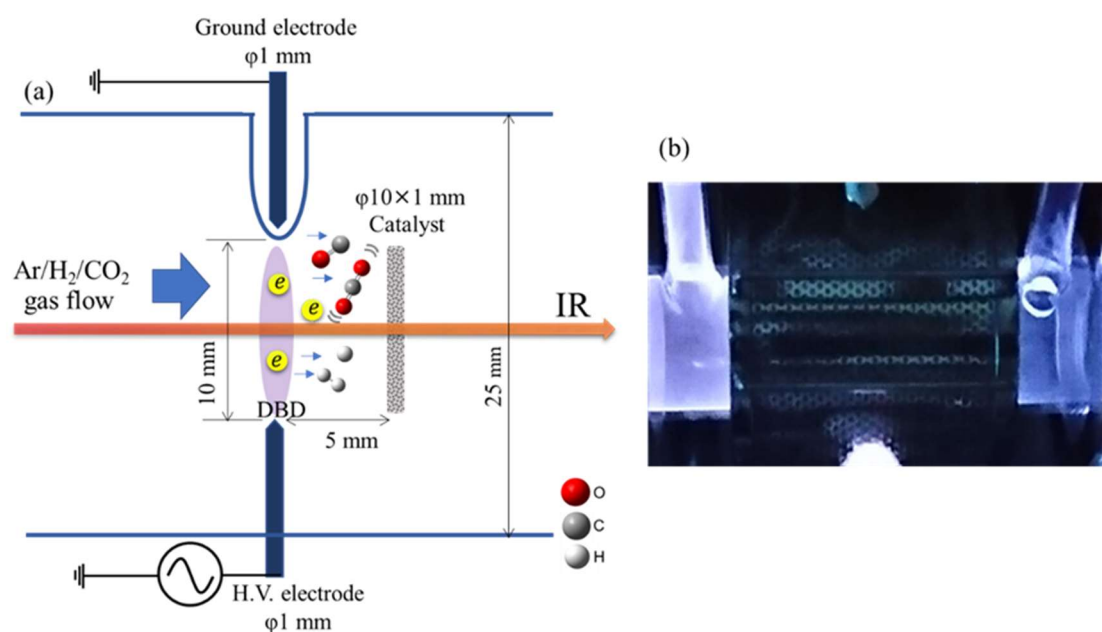 Ground electrode
φ1 mm
(a)
(b)
φ10×1 mm
Catalyst
Ar/H₂/CO₂
gas flow
e
e
e
IR
10 mm
25 mm
DBD
5 mm
O
C
H
H.V. electrode
φ1 mm